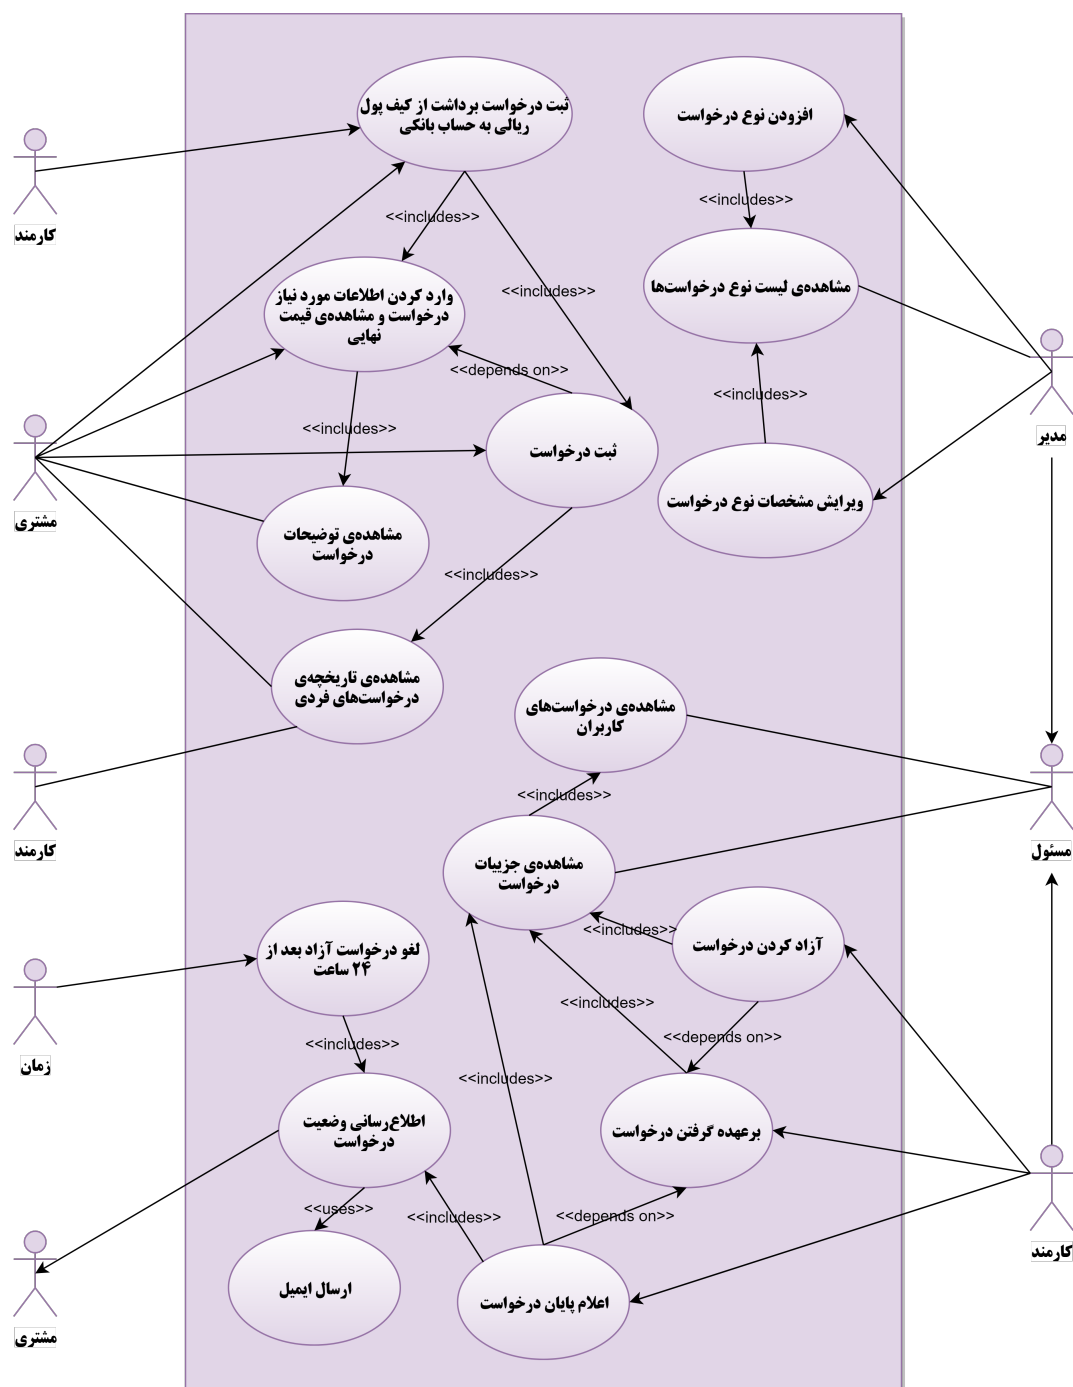 ثبت درخواست برداشت از کیف پول
ریالی به حساب بانکی
افزودن نوع درخواست
کارمند
<<includes>>
<<includes>>
مشاهده‌ی لیست نوع درخواست‌ها
وارد کردن اطلاعات مورد نیاز
درخواست و مشاهده‌ی قیمت
نهایی
<<includes>>
<<depends on>>
<<includes>>
<<includes>>
مدیر
ثبت درخواست
ویرایش مشخصات نوع درخواست
مشتری
مشاهده‌ی توضیحات
درخواست
<<includes>>
مشاهده‌ی تاریخچه‌ی
درخواست‌های فردی
مشاهده‌ی درخواست‌های
کاربران
<<includes>>
کارمند
مسئول
مشاهده‌ی جزییات
درخواست
<<includes>>
آزاد کردن درخواست
لغو درخواست آزاد بعد از
۲۴ ساعت
<<includes>>
<<depends on>>
<<includes>>
زمان
<<includes>>
اطلاع‌رسانی وضعیت
درخواست
برعهده گرفتن درخواست
<<uses>>
<<includes>>
<<depends on>>
کارمند
ارسال ایمیل
اعلام پایان درخواست
مشتری